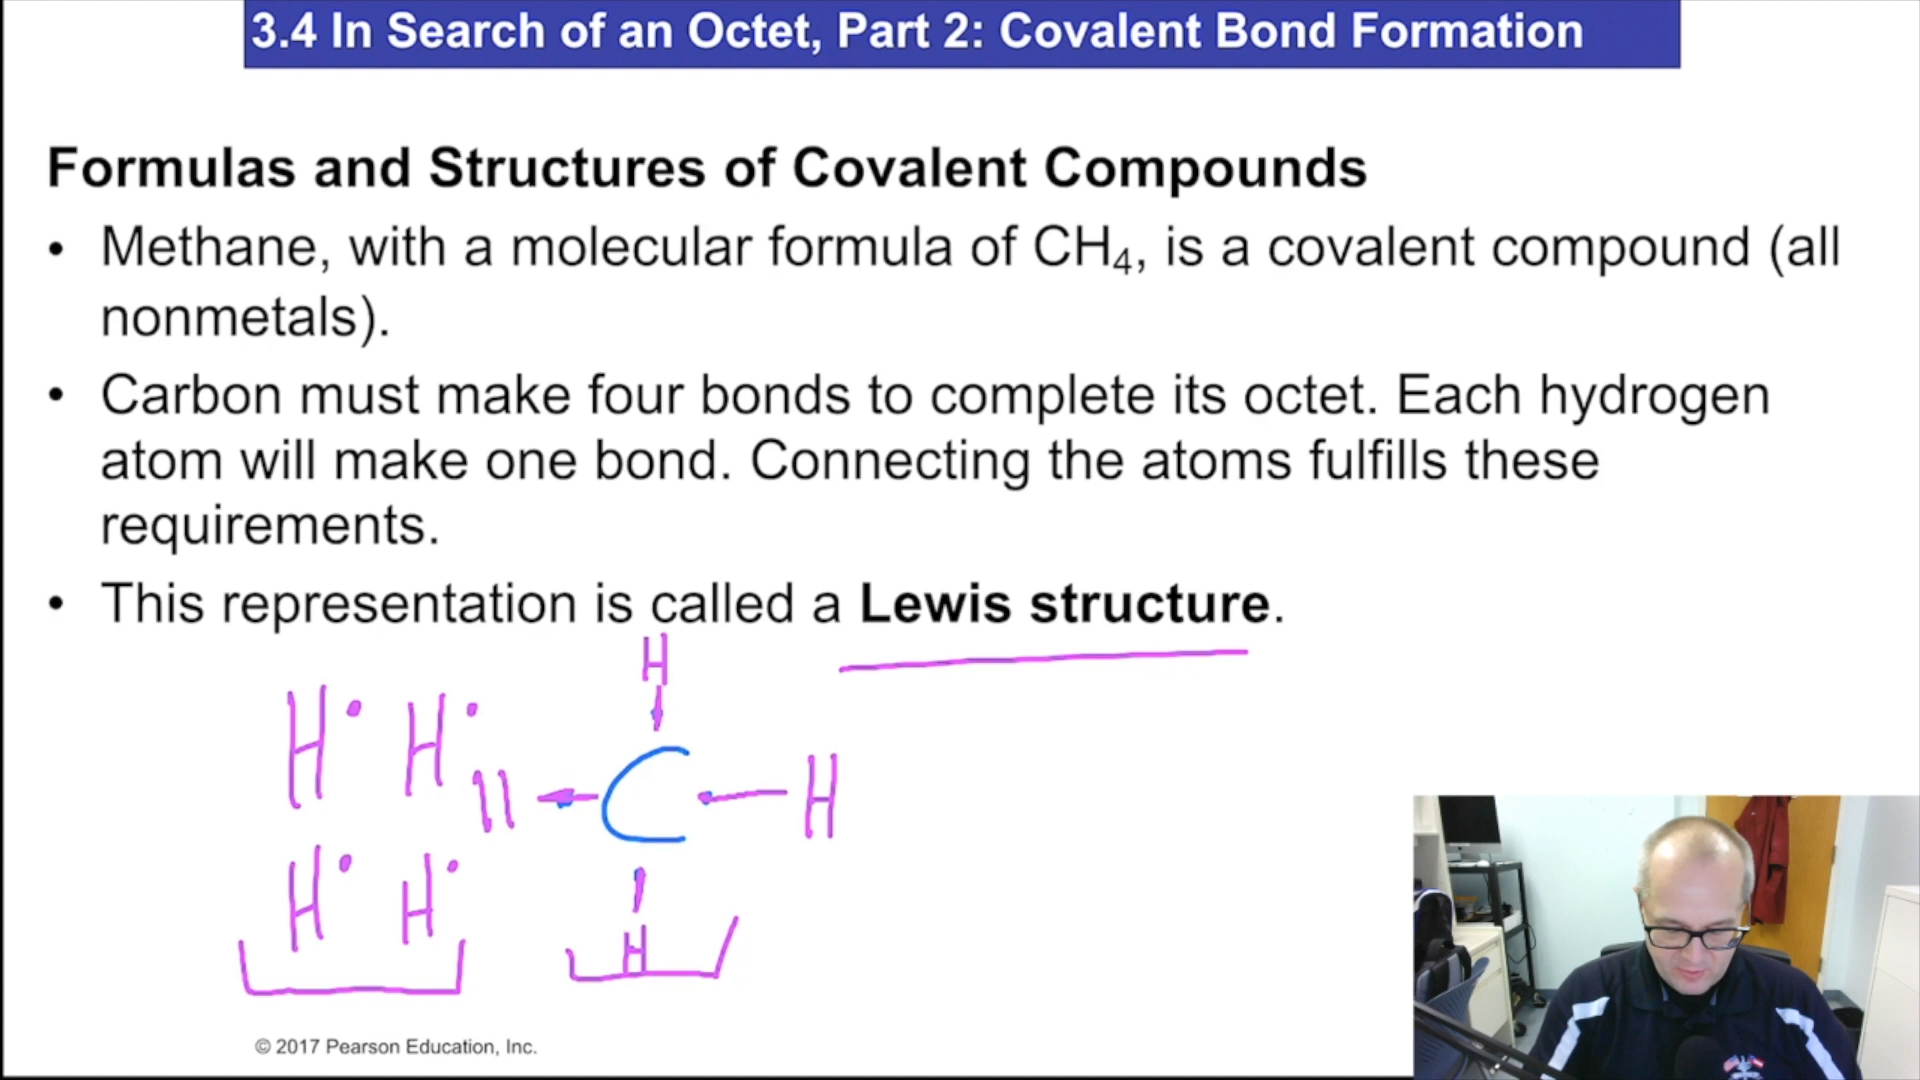 3.4 In Search of an Octet, Part 2: Covalent Bond Formation
Formulas and Structures of Covalent Compounds
• Methane, with a molecular formula of CH₄, is a covalent compound (all
nonmetals).
• Carbon must make four bonds to complete its octet. Each hydrogen
atom will make one bond. Connecting the atoms fulfills these
requirements.
• This representation is called a Lewis structure.
H
H• H•
C H
H• H•
H
© 2017 Pearson Education, Inc.